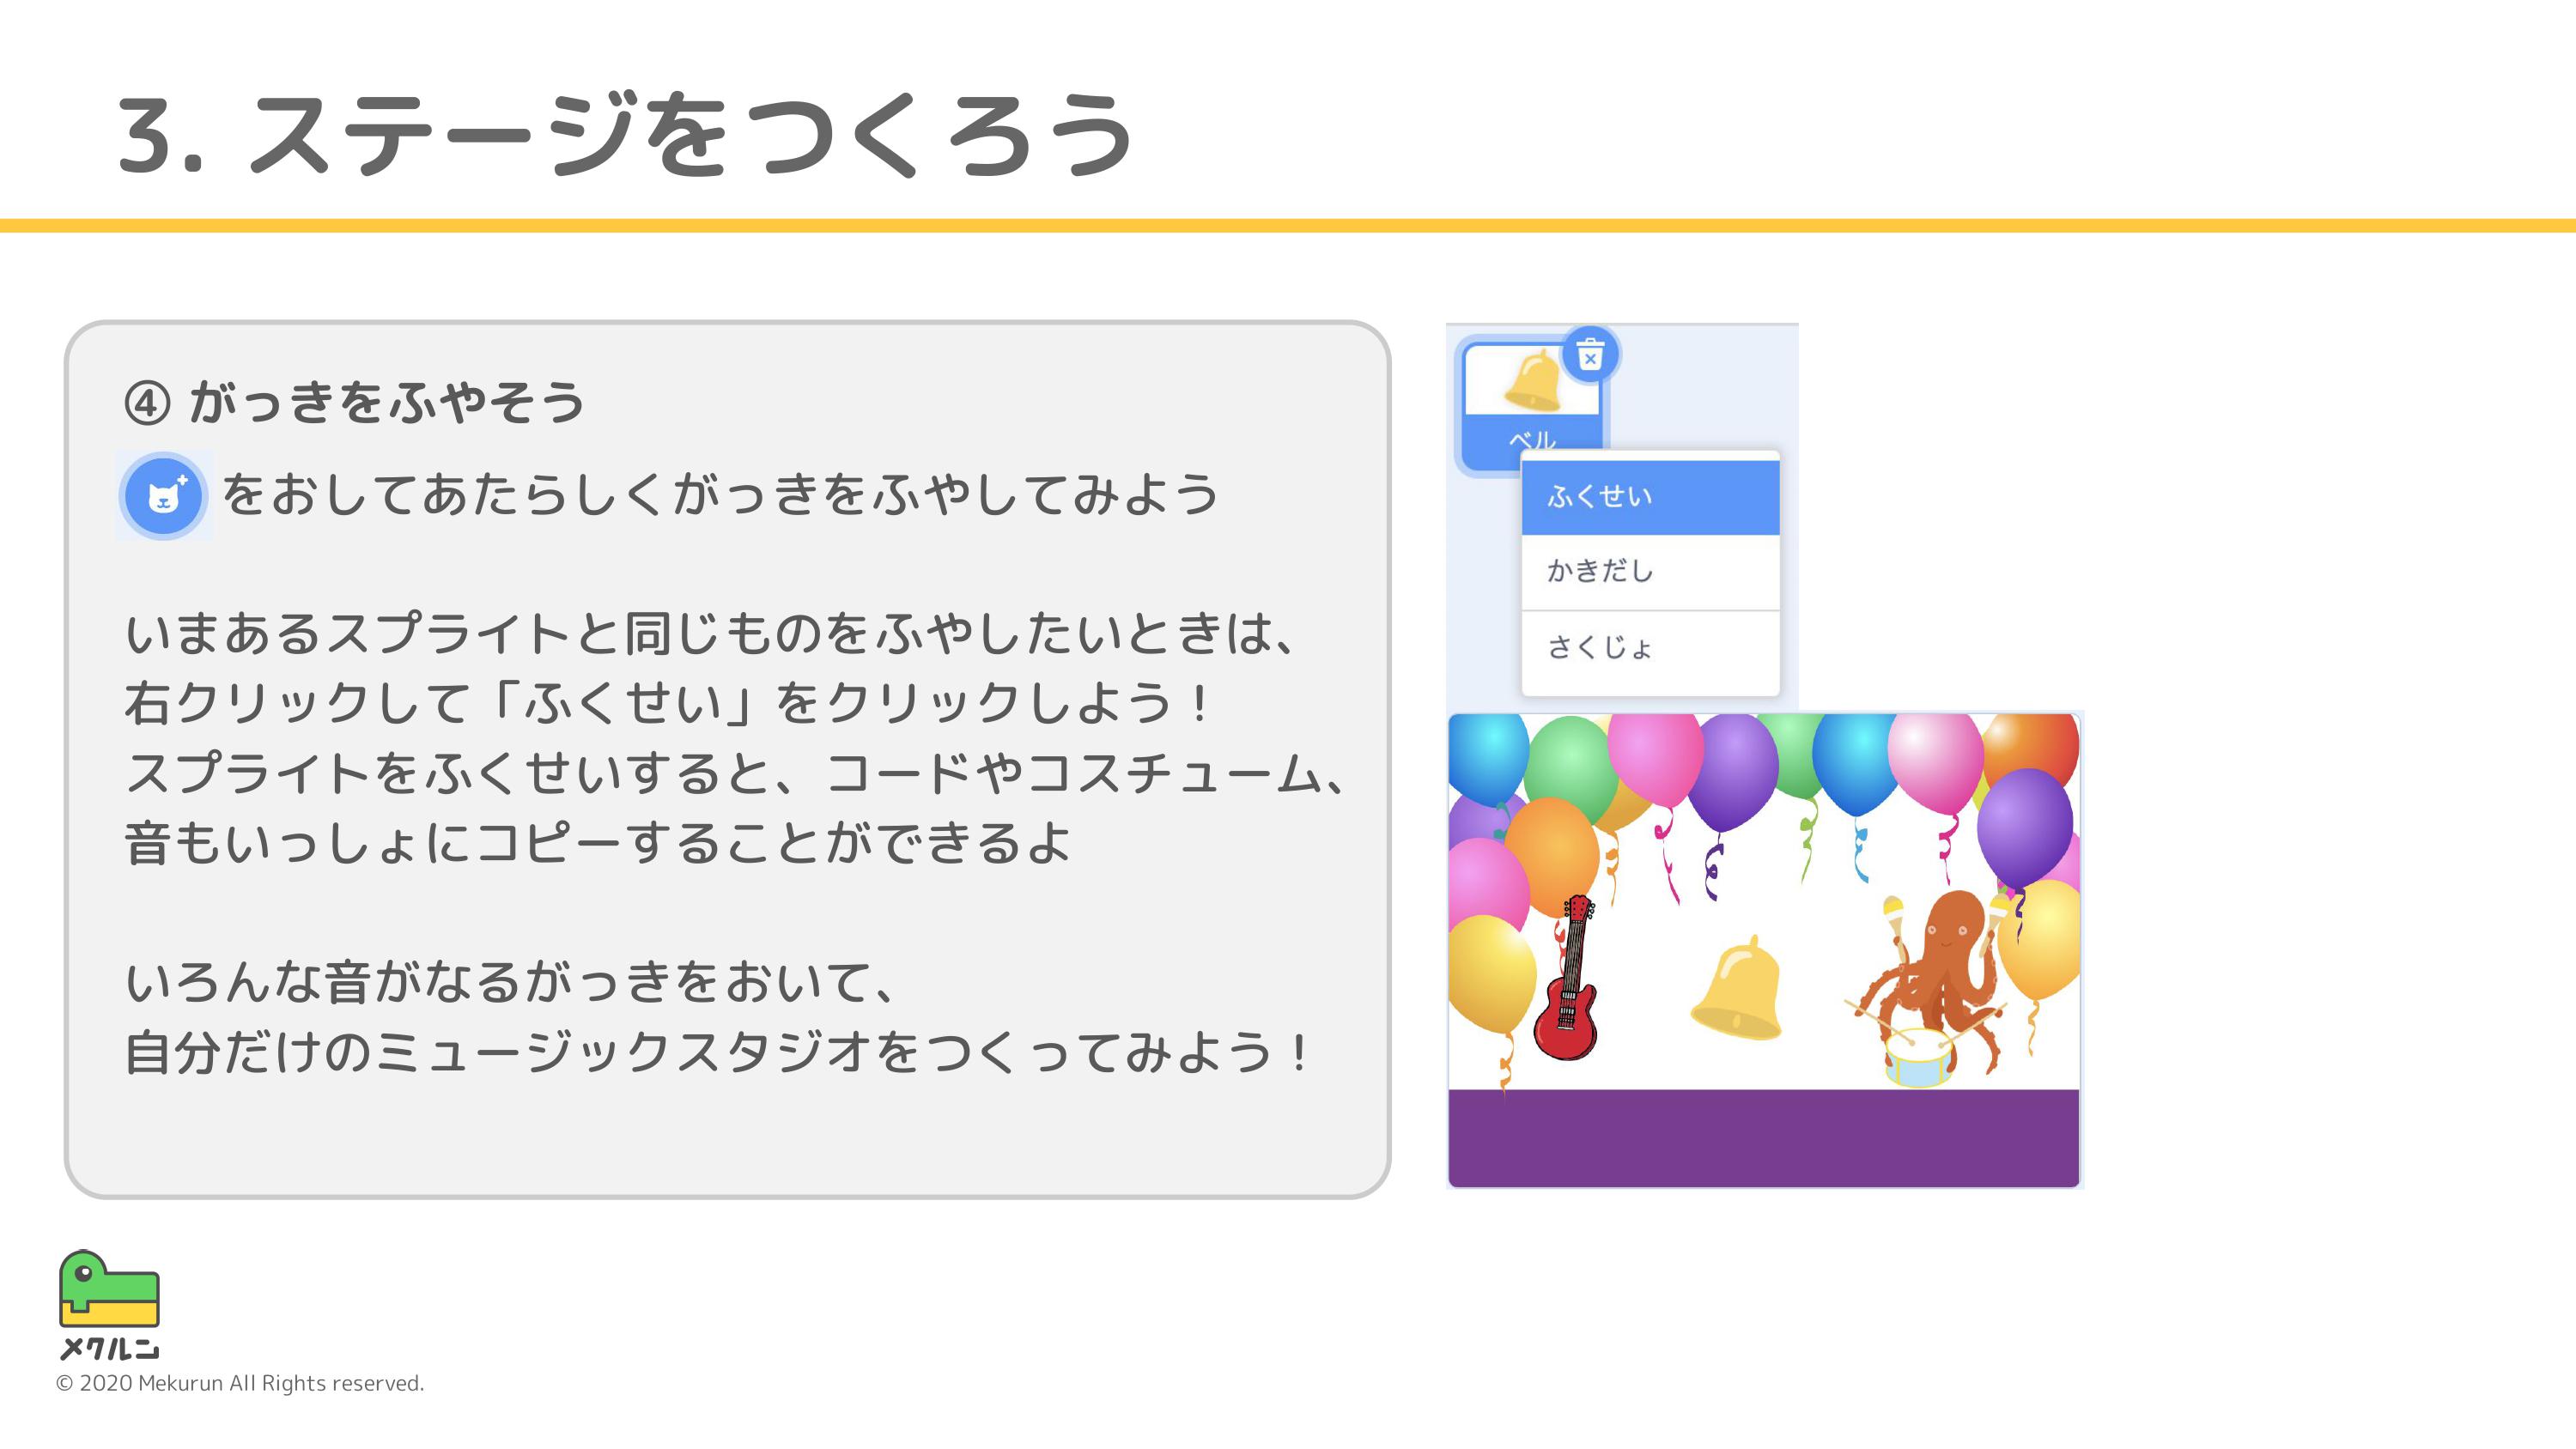 3. ステージをつくろう
④ がっきをふやそう
をおしてあたらしくがっきをふやしてみよう
いまあるスプライトと同じものをふやしたいときは、
右クリックして「ふくせい」をクリックしよう！
スプライトをふくせいすると、コードやコスチューム、
音もいっしょにコピーすることができるよ
いろんな音がなるがっきをおいて、
自分だけのミュージックスタジオをつくってみよう！
ベル
ふくせい
かきだし
さくじょ
メクルン
© 2020 Mekurun All Rights reserved.